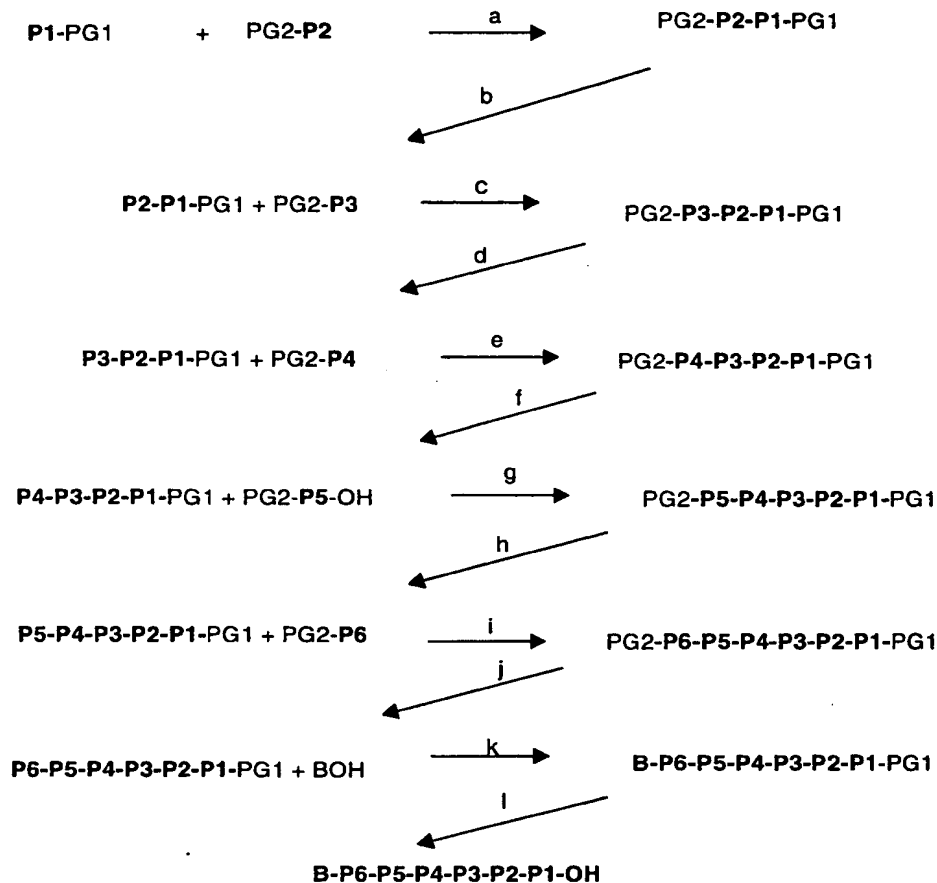 P1-PG1 + PG2-P2 a PG2-P2-P1-PG1
b
P2-P1-PG1 + PG2-P3 c PG2-P3-P2-P1-PG1
d
P3-P2-P1-PG1 + PG2-P4 e PG2-P4-P3-P2-P1-PG1
f
P4-P3-P2-P1-PG1 + PG2-P5-OH g PG2-P5-P4-P3-P2-P1-PG1
h
P5-P4-P3-P2-P1-PG1 + PG2-P6 i PG2-P6-P5-P4-P3-P2-P1-PG1
j
P6-P5-P4-P3-P2-P1-PG1 + BOH k B-P6-P5-P4-P3-P2-P1-PG1
l
B-P6-P5-P4-P3-P2-P1-OH